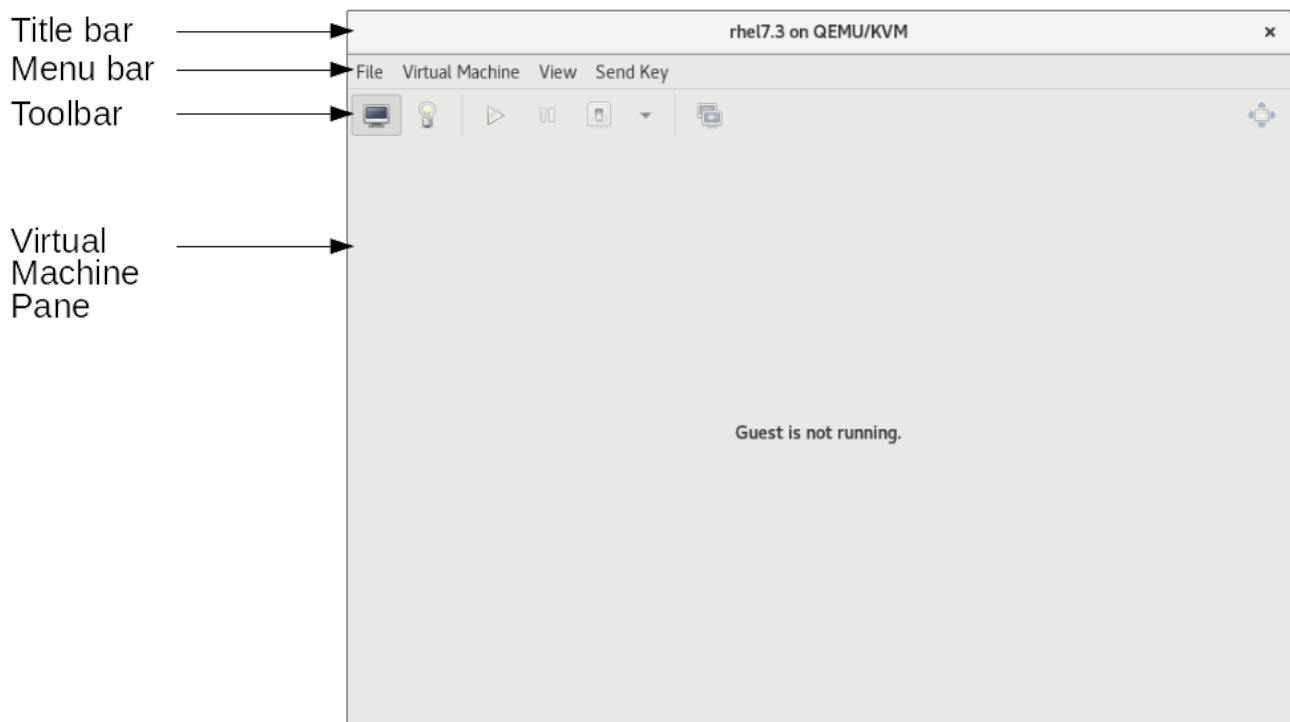 Title bar
Menu bar
Toolbar
Virtual
Machine
Pane
rhel7.3 on QEMU/KVM
File Virtual Machine View Send Key
Guest is not running.